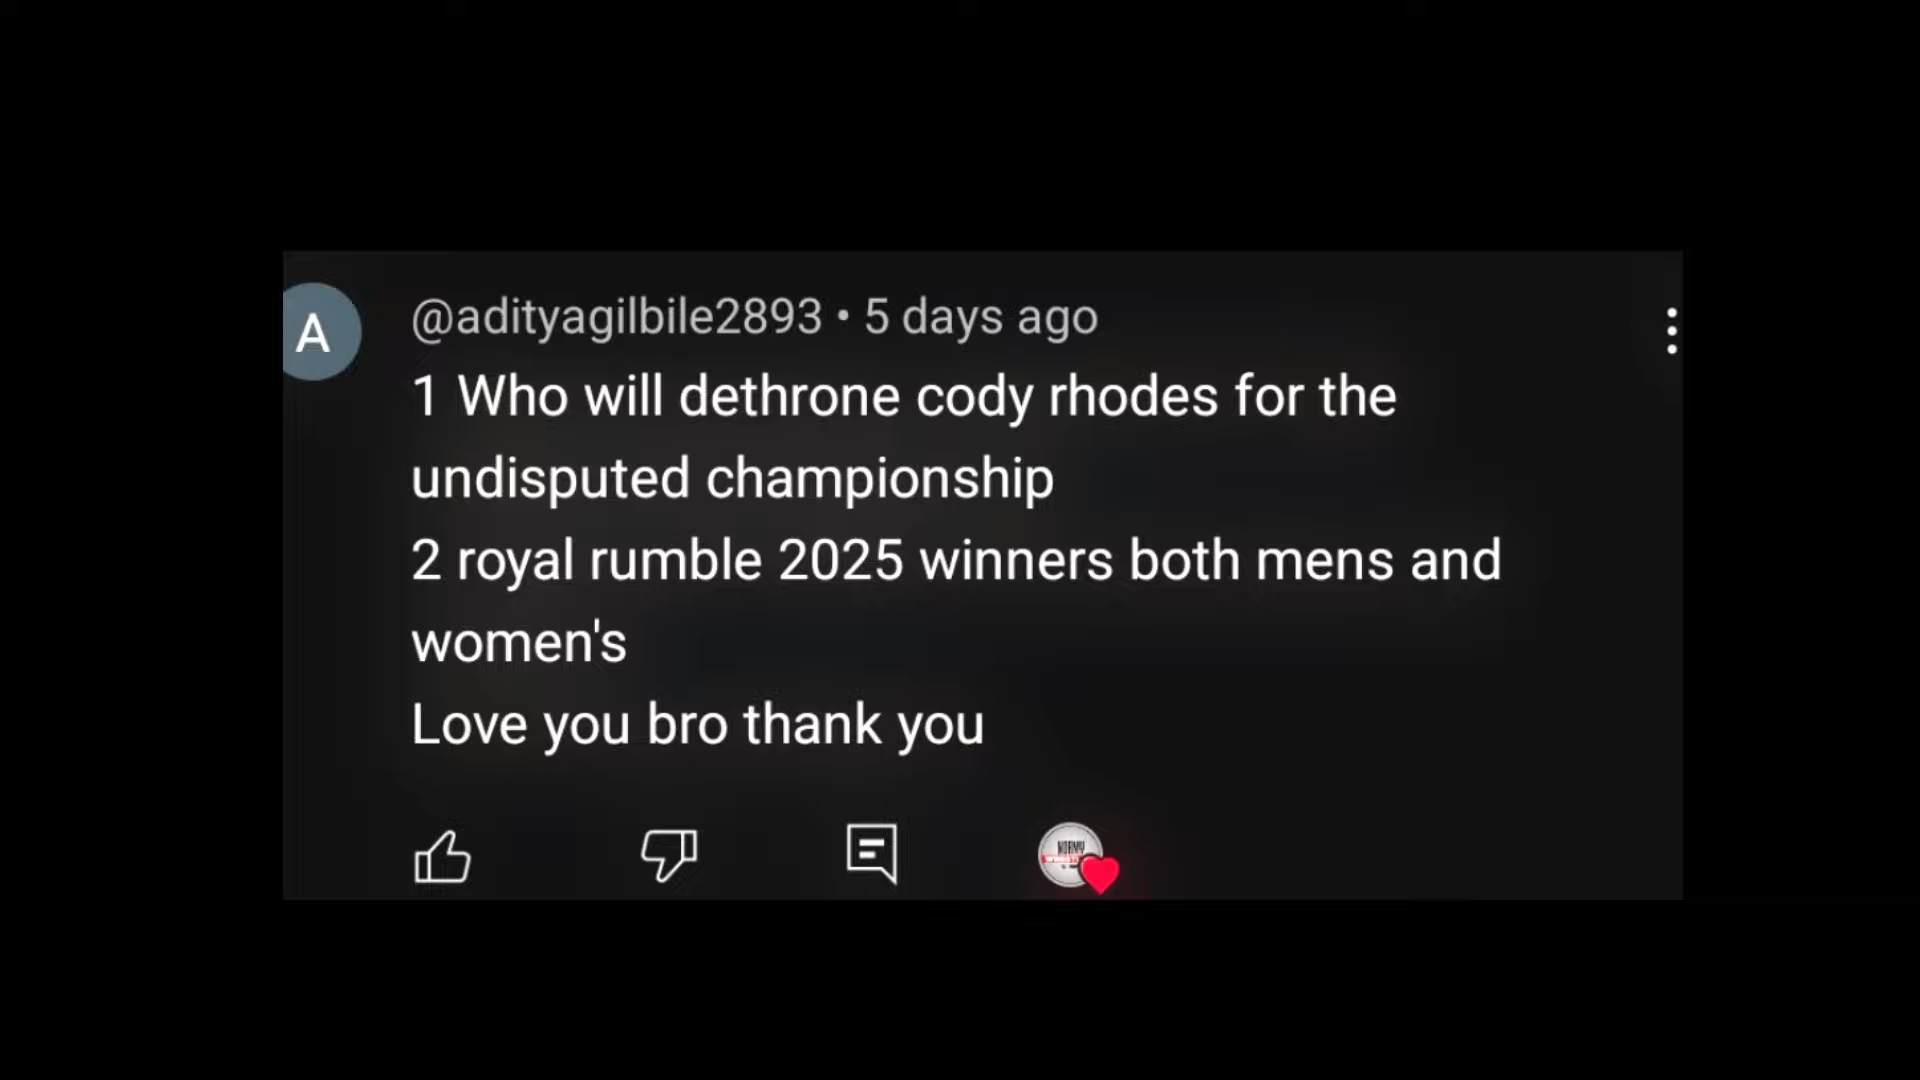 A
@adityagilbile2893 • 5 days ago
1 Who will dethrone cody rhodes for the
undisputed championship
2 royal rumble 2025 winners both mens and
women's
Love you bro thank you